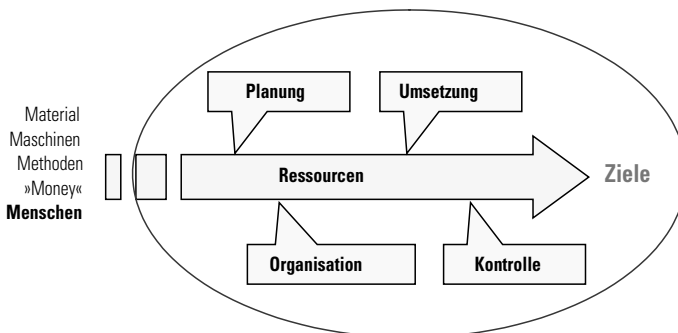 Planung
Umsetzung
Material
Maschinen
Methoden
»Money«
Menschen
Ressourcen
Ziele
Organisation
Kontrolle